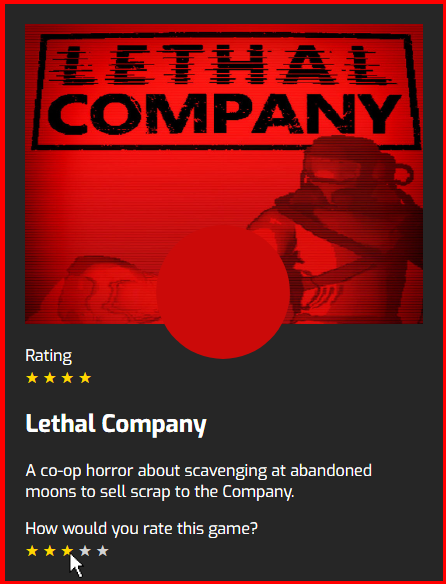 LETHAL
COMPANY
Rating
Lethal Company
A co-op horror about scavenging at abandoned
moons to sell scrap to the Company.
How would you rate this game?